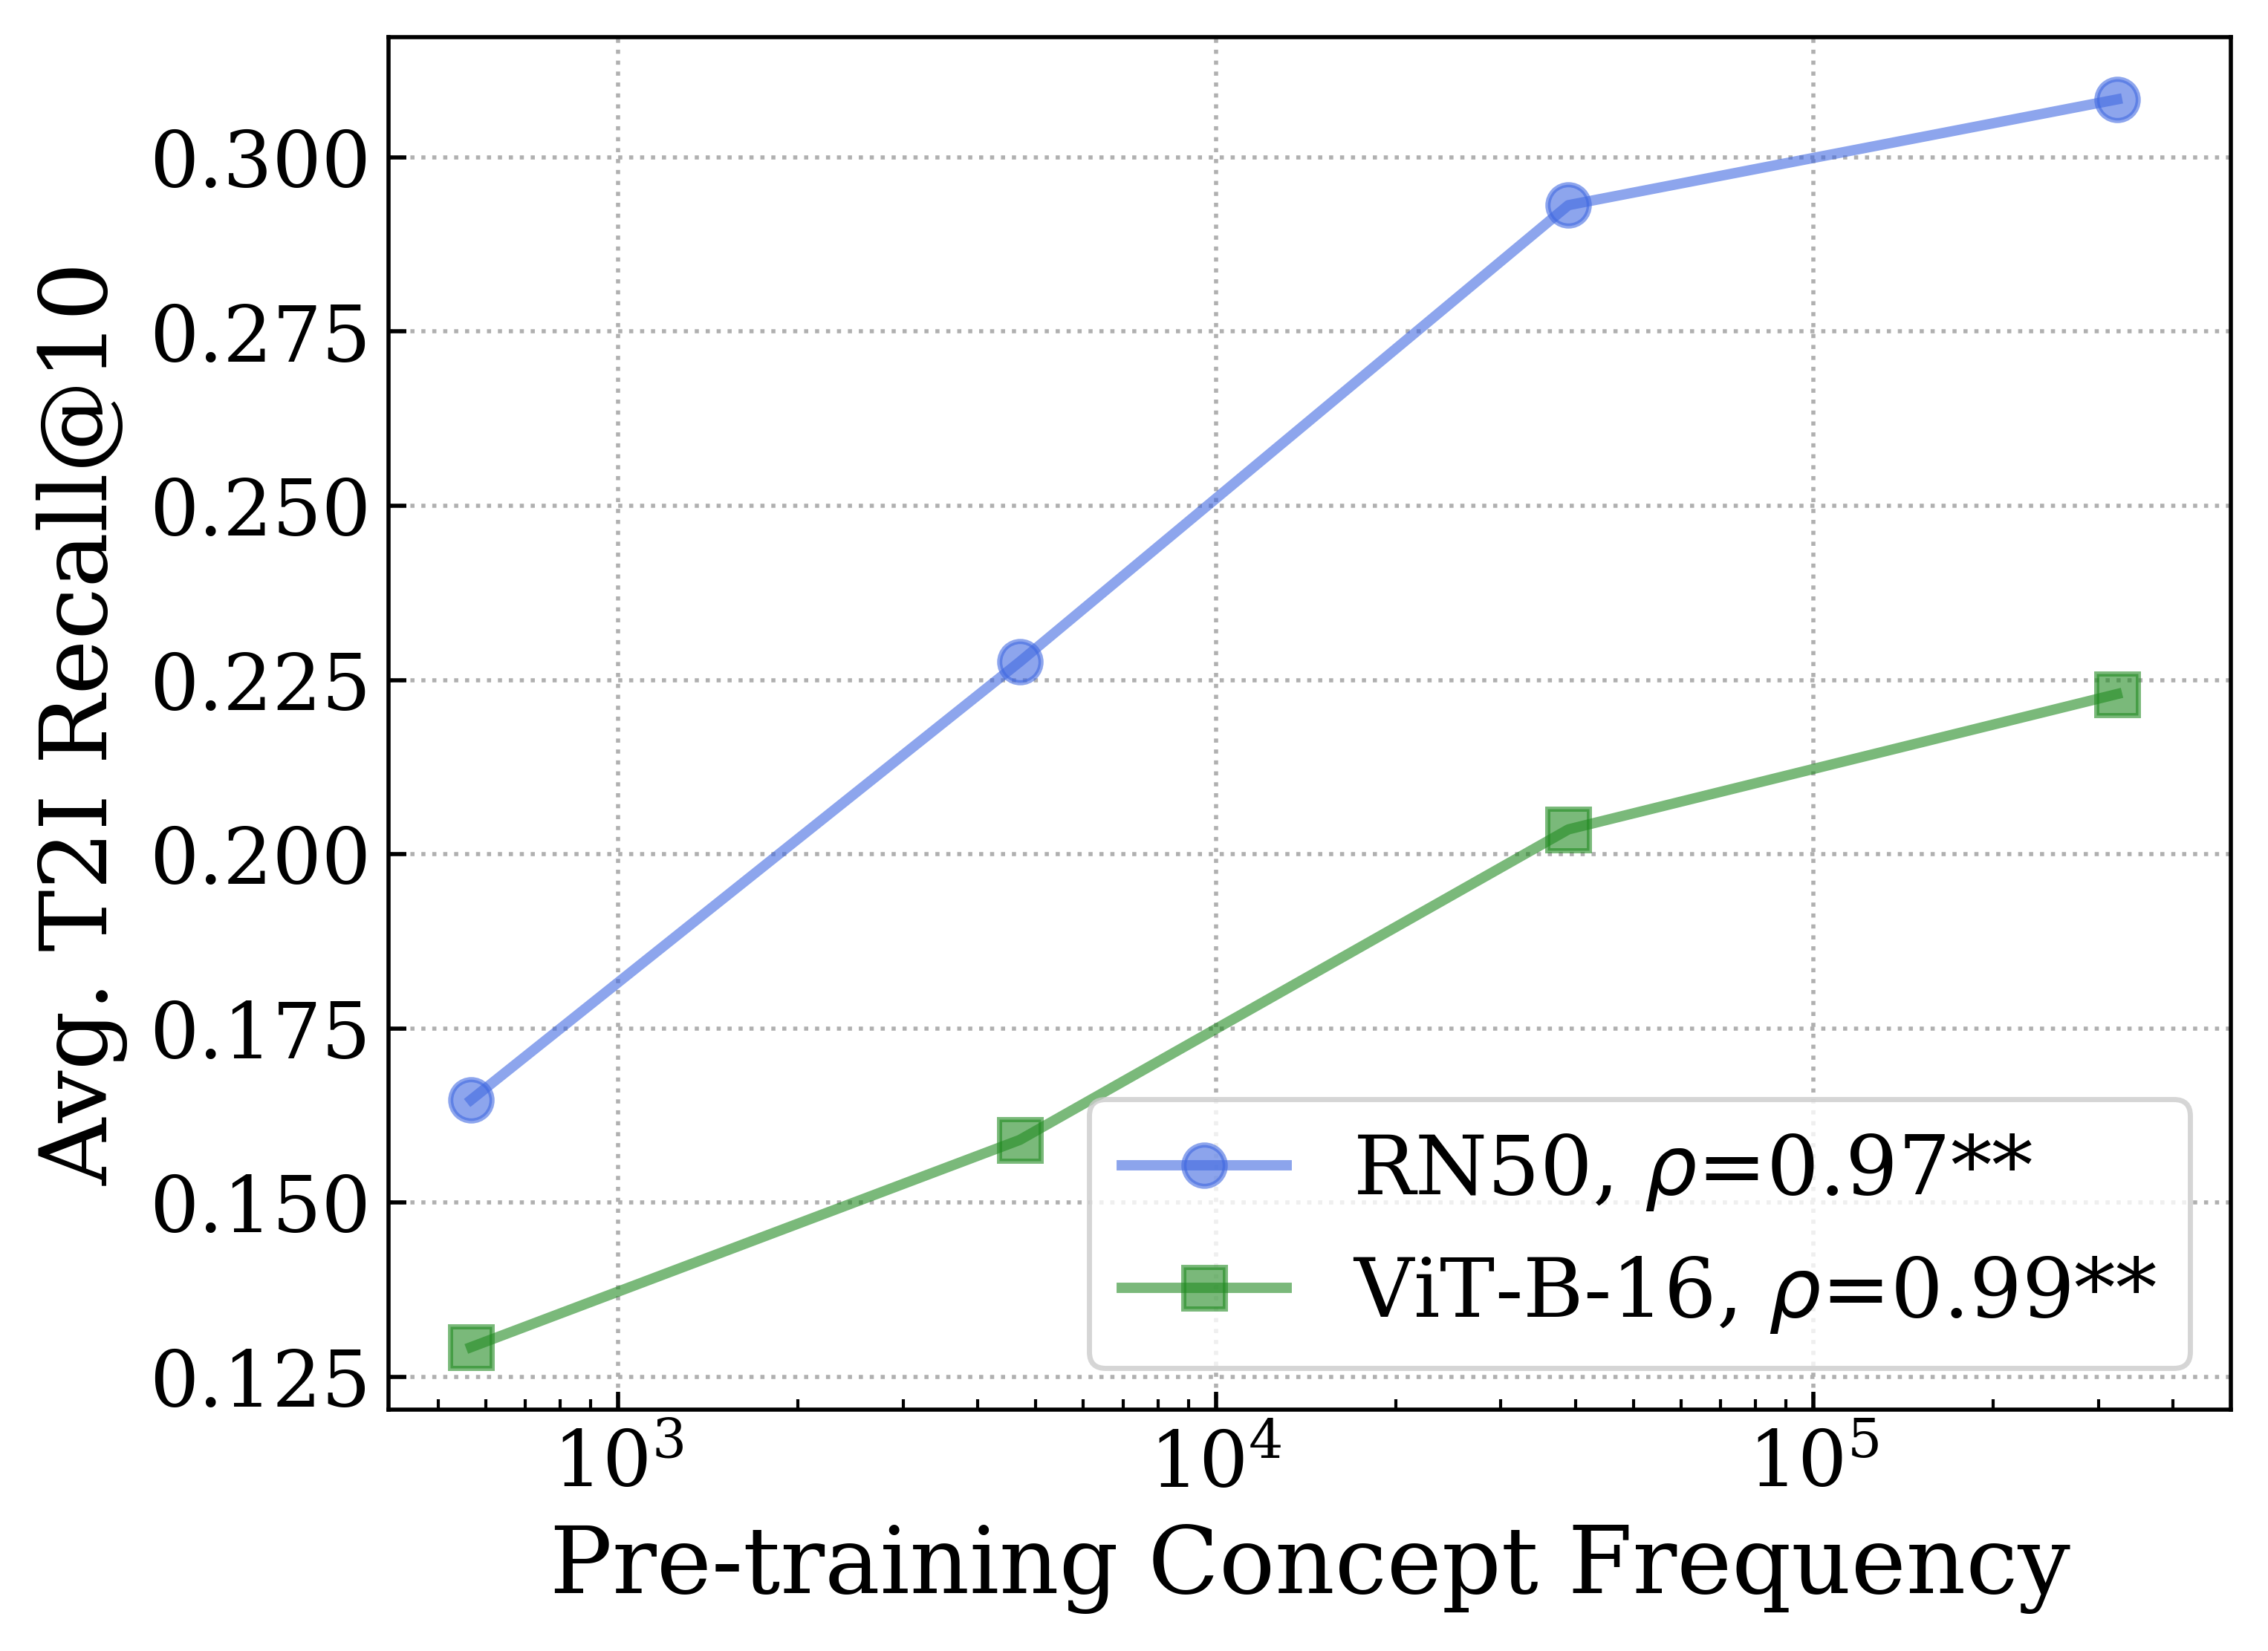 Avg. T2I Recall@10
0.300
0.275
0.250
0.225
0.200
0.175
0.150
0.125
RN50, ρ=0.97**
ViT-B-16, ρ=0.99**
10³ 10⁴ 10⁵
Pre-training Concept Frequency